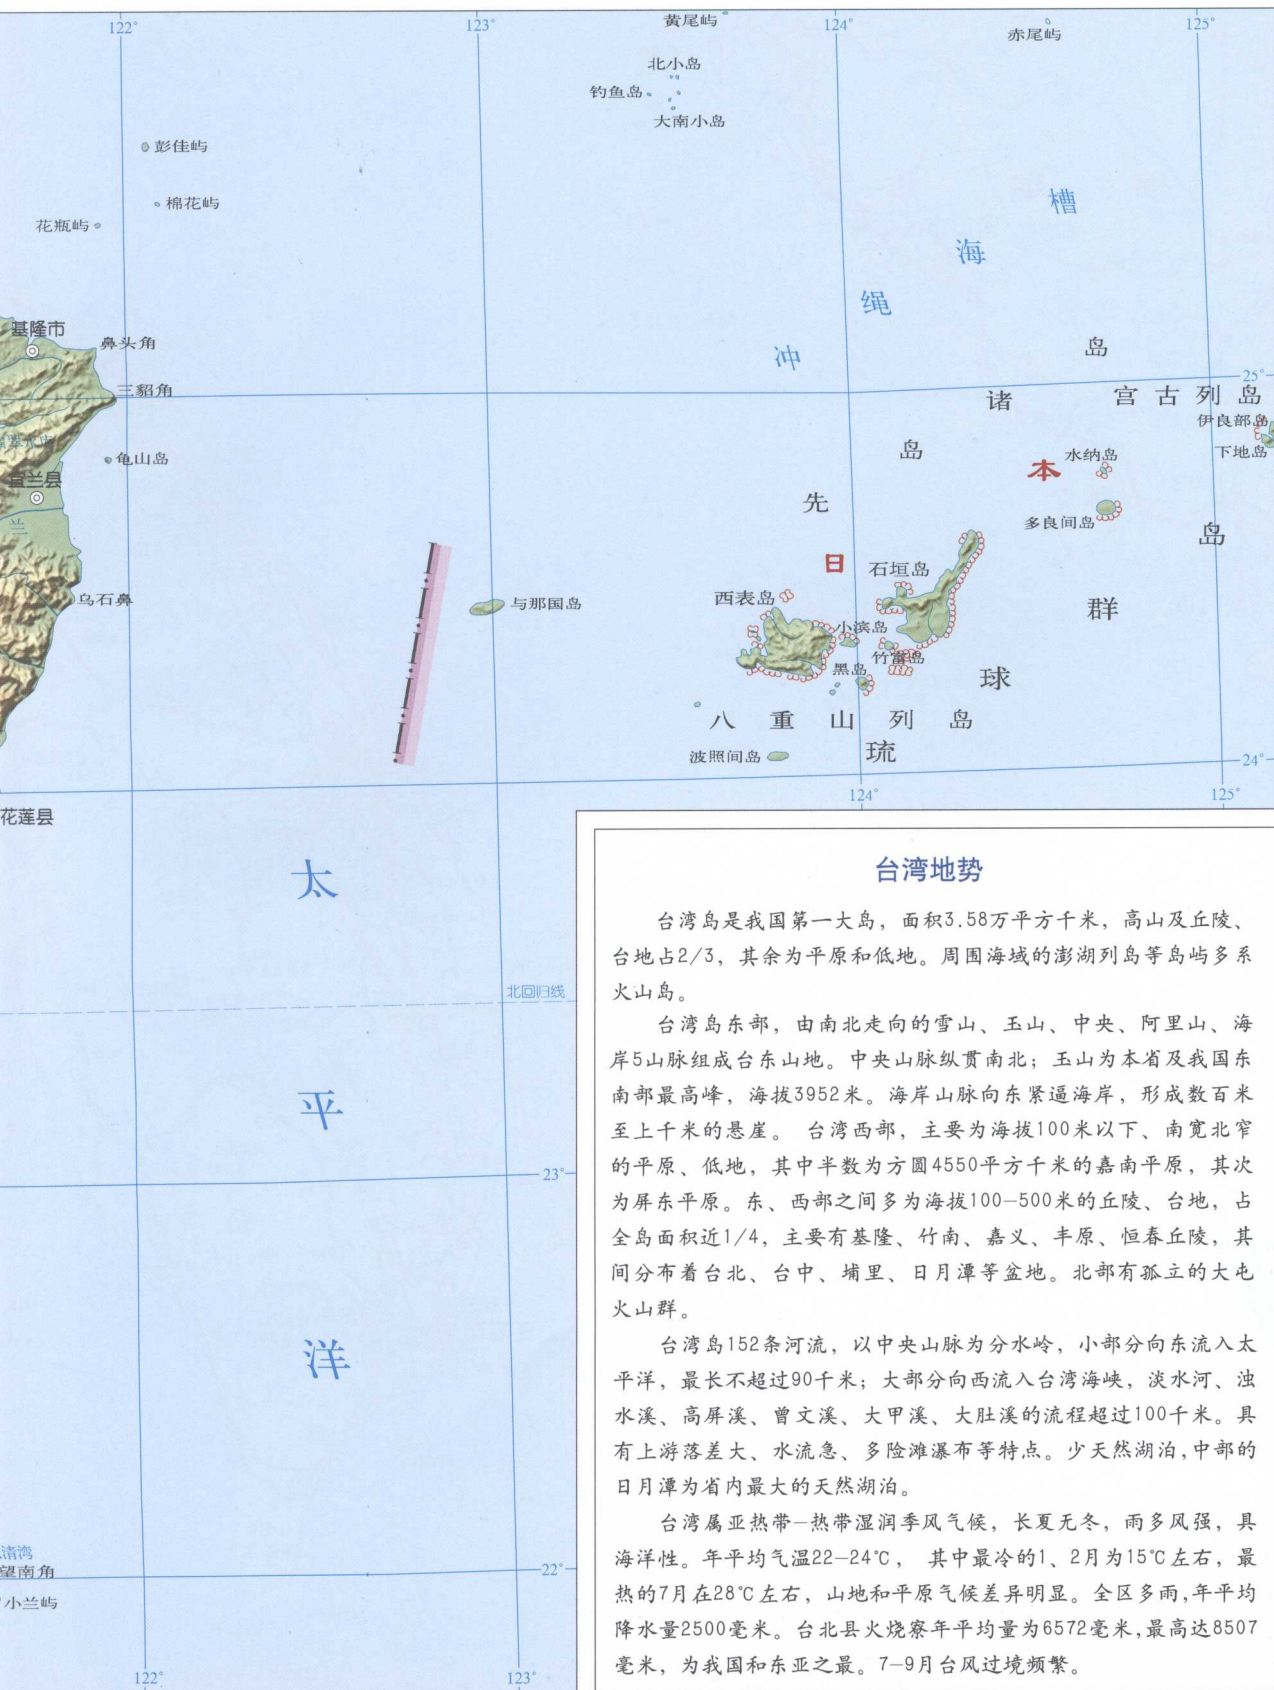 122°
123°
黄尾屿
124°
赤尾屿
125°
北小岛
钓鱼岛
大南小岛
彭佳屿
棉花屿
花瓶屿
槽
海
绳
冲
基隆市
鼻头角
三貂角
岛
25°
诸
宫古列岛
伊良部岛
下地岛
龟山岛
宜兰县
兰
岛
水纳岛
本
先
多良间岛
岛
日
石垣岛
乌石鼻
与那国岛
西表岛
群
小滨岛
竹富岛
黑岛
球
八重山列岛
波照间岛
琉
24°
124°
125°
花莲县
太
北回归线
平
23°
洋
清湾
望南角
22°
小兰屿
122°
123°
台湾地势
台湾岛是我国第一大岛，面积3.58万平方千米，高山及丘陵、
台地占2/3，其余为平原和低地。周围海域的澎湖列岛等岛屿多系
火山岛。
台湾岛东部，由南北走向的雪山、玉山、中央、阿里山、海
岸5山脉组成台东山地。中央山脉纵贯南北；玉山为本省及我国东
南部最高峰，海拔3952米。海岸山脉向东紧逼海岸，形成数百米
至上千米的悬崖。 台湾西部，主要为海拔100米以下、南宽北窄
的平原、低地，其中半数为方圆4550平方千米的嘉南平原，其次
为屏东平原。东、西部之间多为海拔100—500米的丘陵、台地，占
全岛面积近1/4，主要有基隆、竹南、嘉义、丰原、恒春丘陵，其
间分布着台北、台中、埔里、日月潭等盆地。北部有孤立的大屯
火山群。
台湾岛152条河流，以中央山脉为分水岭，小部分向东流入太
平洋，最长不超过90千米；大部分向西流入台湾海峡，淡水河、浊
水溪、高屏溪、曾文溪、大甲溪、大肚溪的流程超过100千米。具
有上游落差大、水流急、多险滩瀑布等特点。少天然湖泊，中部的
日月潭为省内最大的天然湖泊。
台湾属亚热带—热带湿润季风气候，长夏无冬，雨多风强，具
海洋性。年平均气温22—24℃， 其中最冷的1、2月为15℃左右，最
热的7月在28℃左右，山地和平原气候差异明显。全区多雨，年平均
降水量2500毫米。台北县火烧寮年平均量为6572毫米，最高达8507
毫米，为我国和东亚之最。7—9月台风过境频繁。